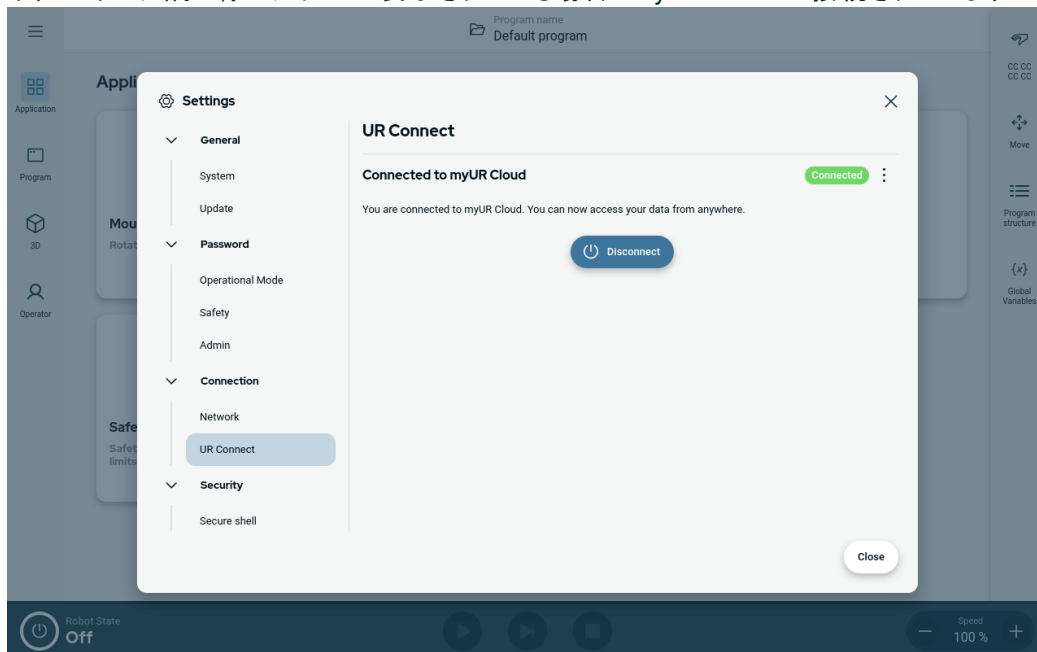 Program name
Default program
CC CC
CC CC
Appli
Application
Settings
General
UR Connect
Move
System
Connected to myUR Cloud
Connected
Program
Update
You are connected to myUR Cloud. You can now access your data from anywhere.
Program
structure
Mou
Rotat
Password
3D
Disconnect
Operational Mode
{x}
Global
Variables
Operator
Safety
Admin
Connection
Network
Safe
Safet
limits
UR Connect
Security
Secure shell
Close
Robot State
Off
Speed
100 %